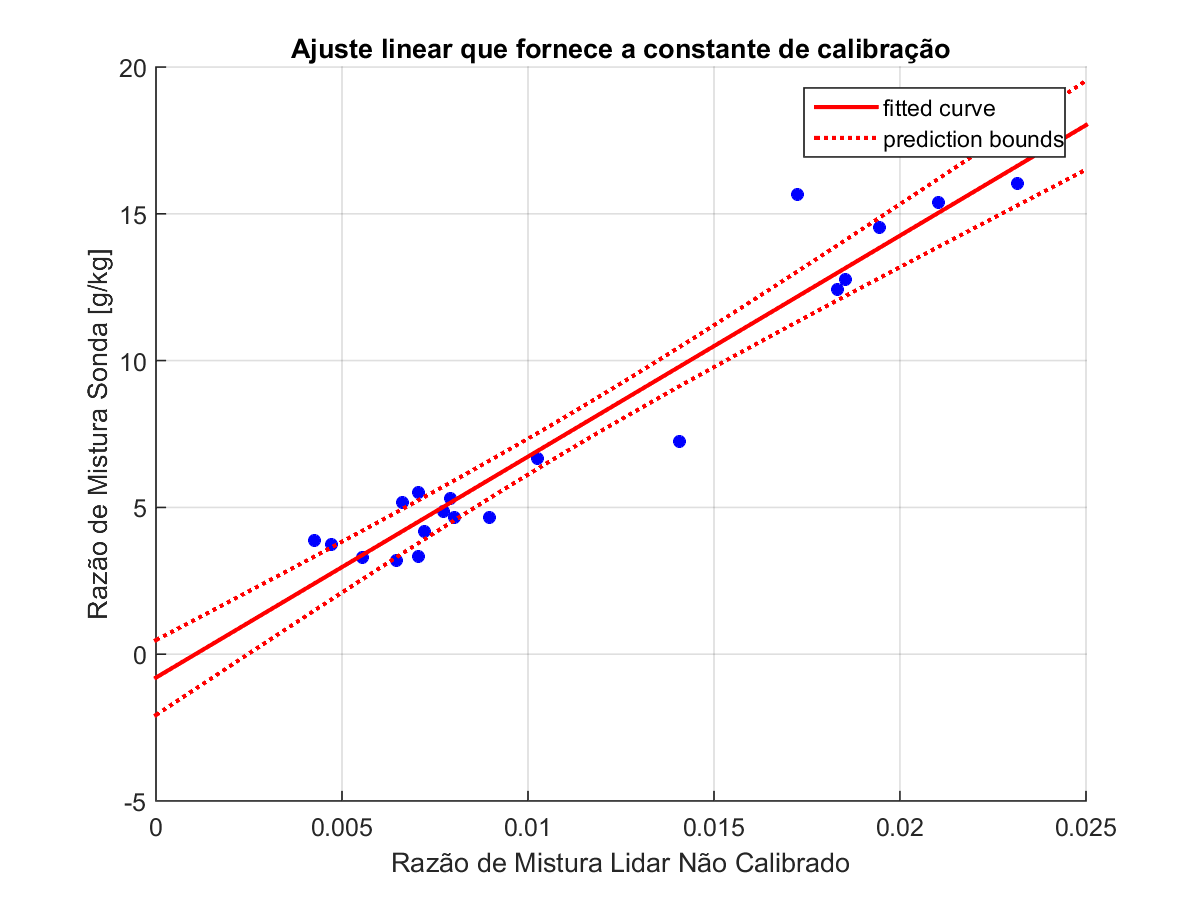 Ajuste linear que fornece a constante de calibração
20
fitted curve
prediction bounds
15
10
5
0
-5
Razão de Mistura Sonda [g/kg]
0
0.005
0.01
0.015
0.02
0.025
Razão de Mistura Lidar Não Calibrado